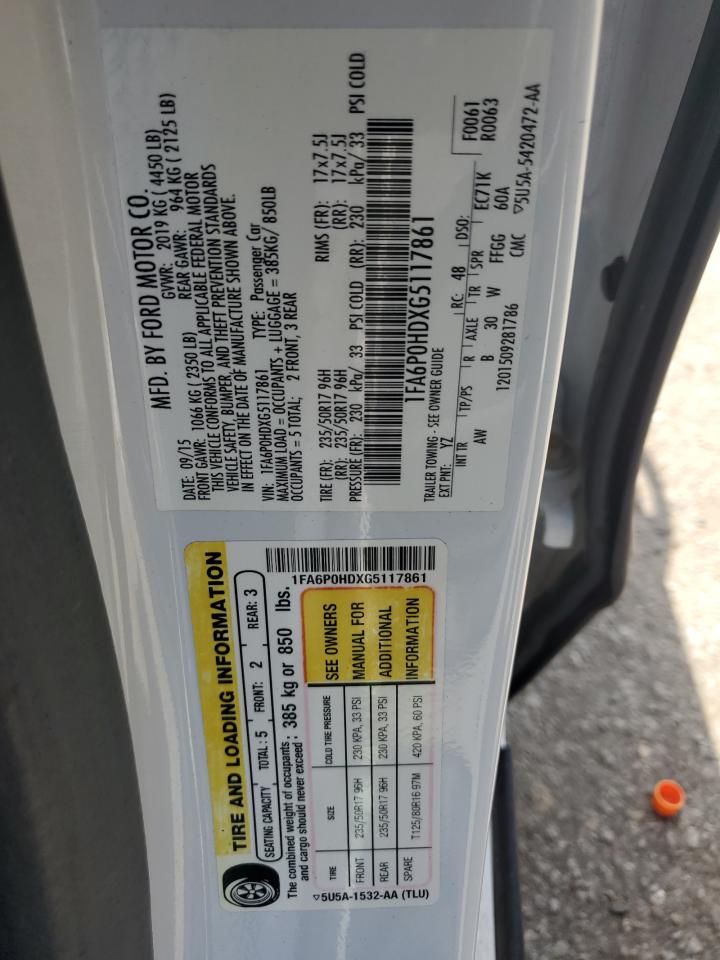 MFD. BY FORD MOTOR CO.
DATE: 09/15 GVWR: 2019 KG ( 4450 LB)
FRONT GAWR: 1066 KG ( 2350 LB) REAR GAWR: 964 KG ( 2125 LB)
THIS VEHICLE CONFORMS TO ALL APPLICABLE FEDERAL MOTOR
VEHICLE SAFETY, BUMPER, AND THEFT PREVENTION STANDARDS
IN EFFECT ON THE DATE OF MANUFACTURE SHOWN ABOVE.
VIN: 1FA6P0HDXG5117861 TYPE: Passenger Car
MAXIMUM LOAD = OCCUPANTS + LUGGAGE = 385KG/ 850LB
OCCUPANTS = 5 TOTAL: 2 FRONT, 3 REAR
TIRE (FR): 235/50R17 96H RIMS (FR): 17x7.5J
(RR): 235/50R17 96H (RR): 17x7.5J
PRESSURE (FR): 230 kPa/ 33 PSI COLD (RR): 230 kPa/ 33 PSI COLD
1FA6P0HDXG5117861
TRAILER TOWING - SEE OWNER GUIDE
EXT PNT: YZ RC: 48 DSO: F0061
R0063
INT TR TP/PS R AXLE TR SPR EC71K
AW B 30 W FFGG 60A
1201509281786 CMC ▽5U5A-5420472-AA
TIRE AND LOADING INFORMATION
SEATING CAPACITY TOTAL: 5 FRONT: 2 REAR: 3
The combined weight of occupants
and cargo should never exceed : 385 kg or 850 lbs.
1FA6P0HDXG5117861
TIRE SIZE COLD TIRE PRESSURE
FRONT 235/50R17 96H 230 KPA, 33 PSI
REAR 235/50R17 96H 230 KPA, 33 PSI
SPARE T125/80R16 97M 420 KPA, 60 PSI
SEE OWNERS
MANUAL FOR
ADDITIONAL
INFORMATION
▽5U5A-1532-AA (TLU)